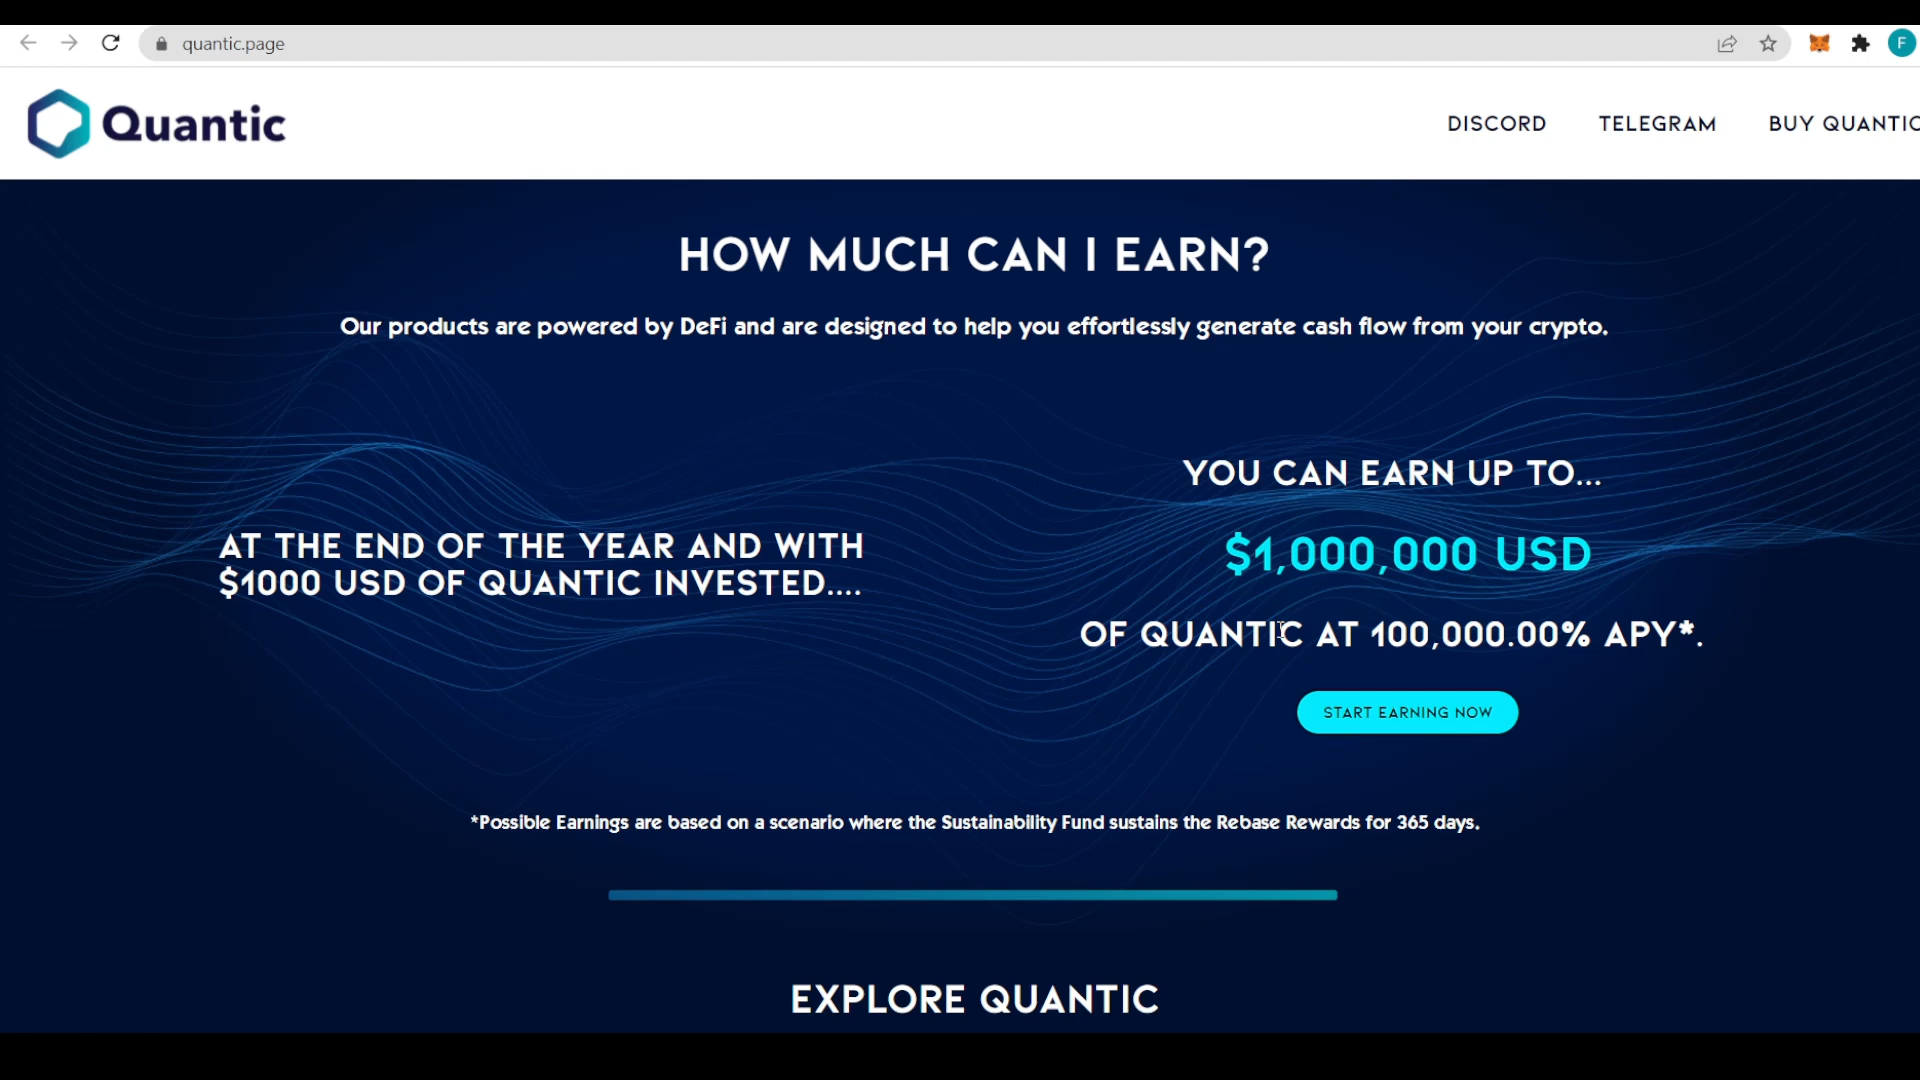 quantic.page
F
Quantic
DISCORD TELEGRAM BUY QUANTIC
HOW MUCH CAN I EARN?
Our products are powered by DeFi and are designed to help you effortlessly generate cash flow from your crypto.
AT THE END OF THE YEAR AND WITH
$1000 USD OF QUANTIC INVESTED....
YOU CAN EARN UP TO...
$1,000,000 USD
OF QUANTIC AT 100,000.00% APY*.
START EARNING NOW
*Possible Earnings are based on a scenario where the Sustainability Fund sustains the Rebase Rewards for 365 days.
EXPLORE QUANTIC